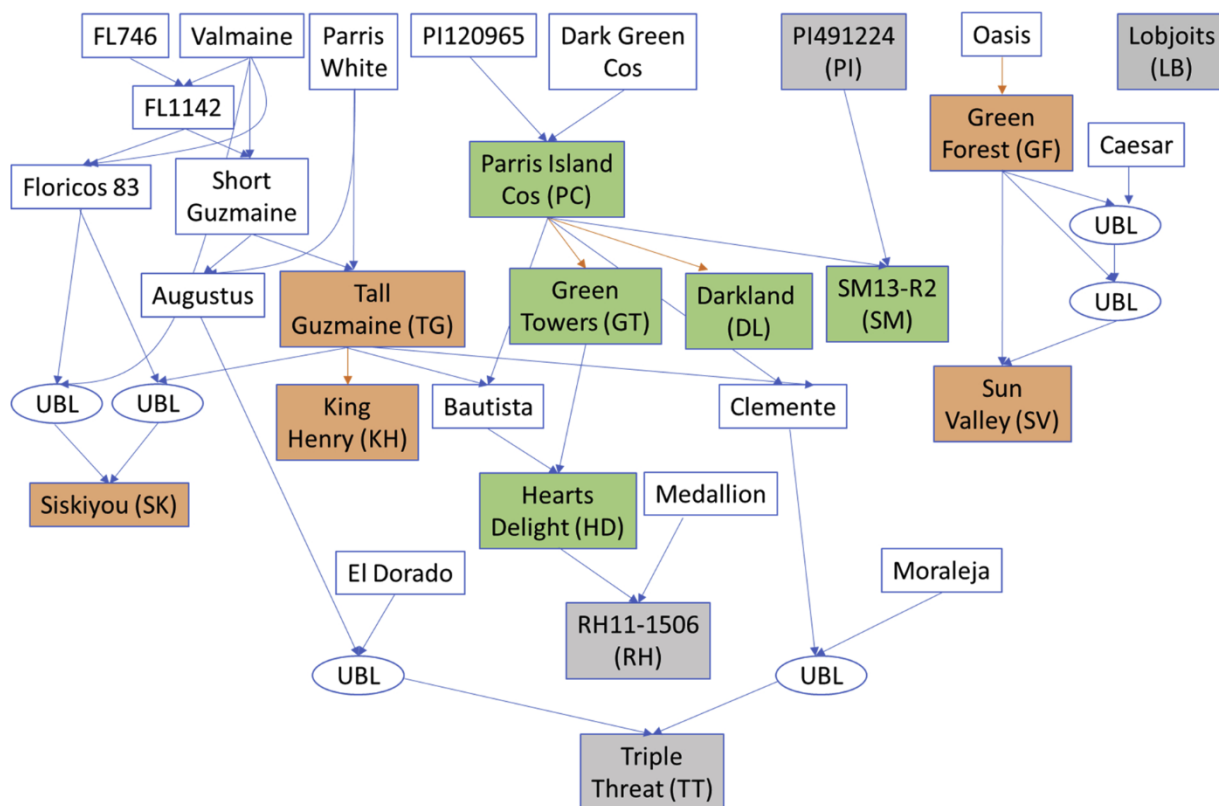 FL746
Valmaine
Parris
White
PI120965
Dark Green
Cos
PI491224
(PI)
Oasis
Lobjoits
(LB)
FL1142
Green
Forest (GF)
Caesar
Floricos 83
Short
Guzmaine
Parris Island
Cos (PC)
UBL
Augustus
Tall
Guzmaine (TG)
Green
Towers (GT)
Darkland
(DL)
SM13-R2
(SM)
UBL
UBL
UBL
King
Henry (KH)
Bautista
Clemente
Sun
Valley (SV)
Siskiyou (SK)
Hearts
Delight (HD)
Medallion
El Dorado
Moraleja
RH11-1506
(RH)
UBL
UBL
Triple
Threat (TT)